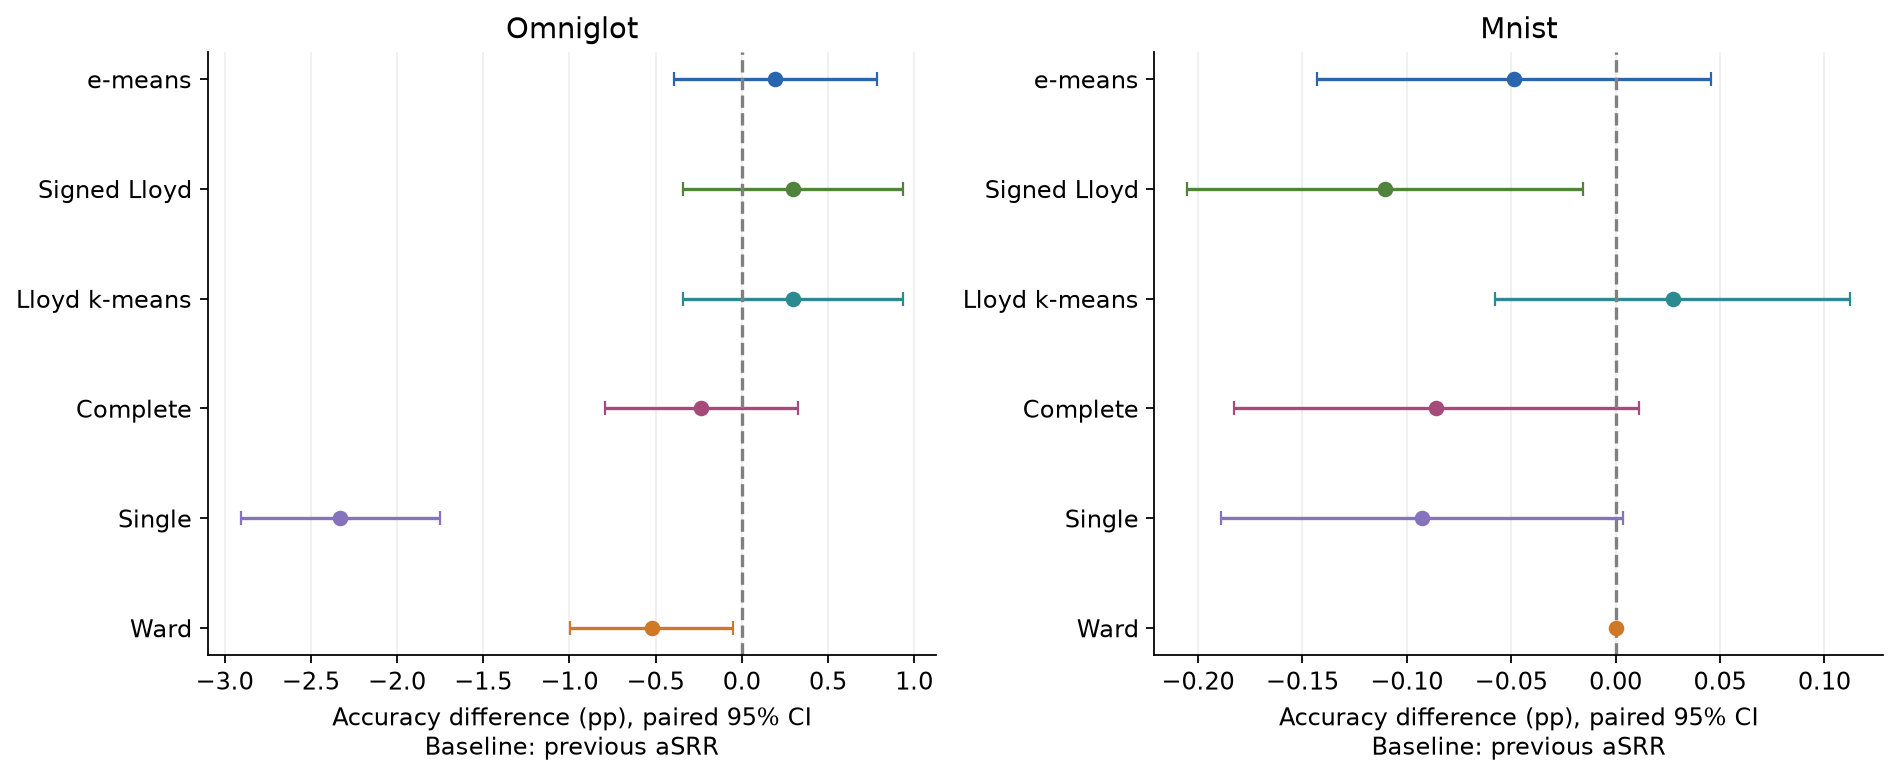 Omniglot
e-means
Signed Lloyd
Lloyd k-means
Complete
Single
Ward
−3.0 −2.5 −2.0 −1.5 −1.0 −0.5 0.0 0.5 1.0
Accuracy difference (pp), paired 95% CI
Baseline: previous aSRR
Mnist
e-means
Signed Lloyd
Lloyd k-means
Complete
Single
Ward
−0.20 −0.15 −0.10 −0.05 0.00 0.05 0.10
Accuracy difference (pp), paired 95% CI
Baseline: previous aSRR